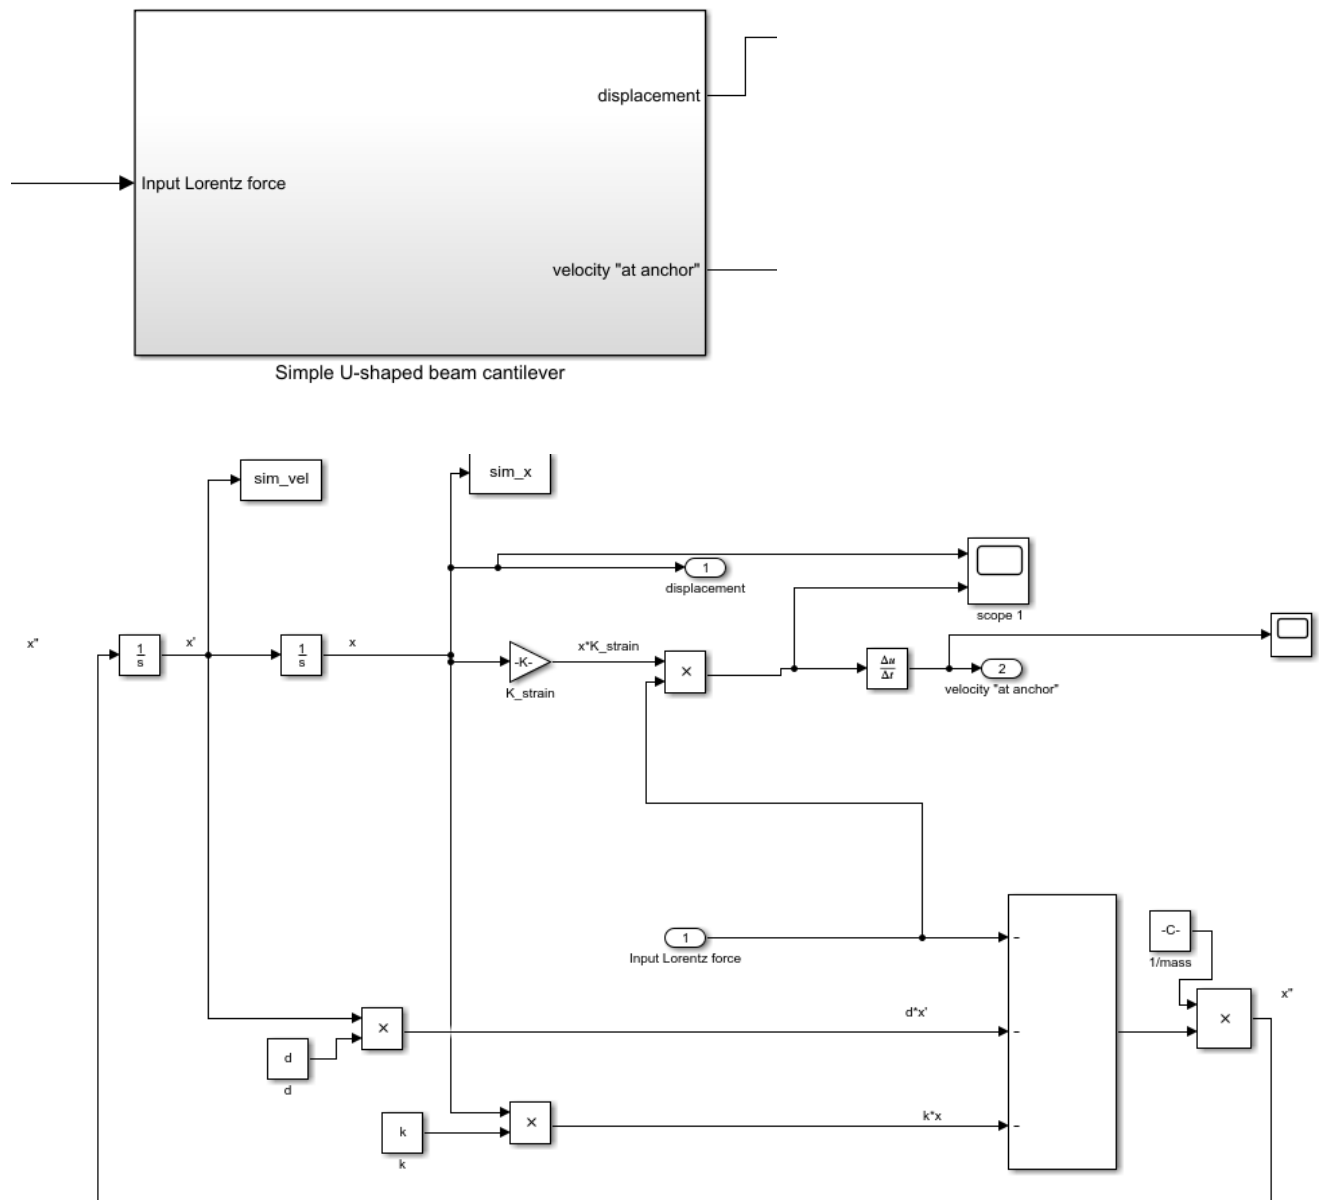 displacement
Input Lorentz force
velocity "at anchor"
Simple U-shaped beam cantilever
sim_vel
sim_x
1
displacement
scope 1
x"
1
s
x'
1
s
x
-K-
K_strain
x*K_strain
×
Δu
Δt
2
velocity "at anchor"
1
Input Lorentz force
-
-C-
1/mass
x"
×
d*x'
-
×
d
d
k*x
-
×
k
k